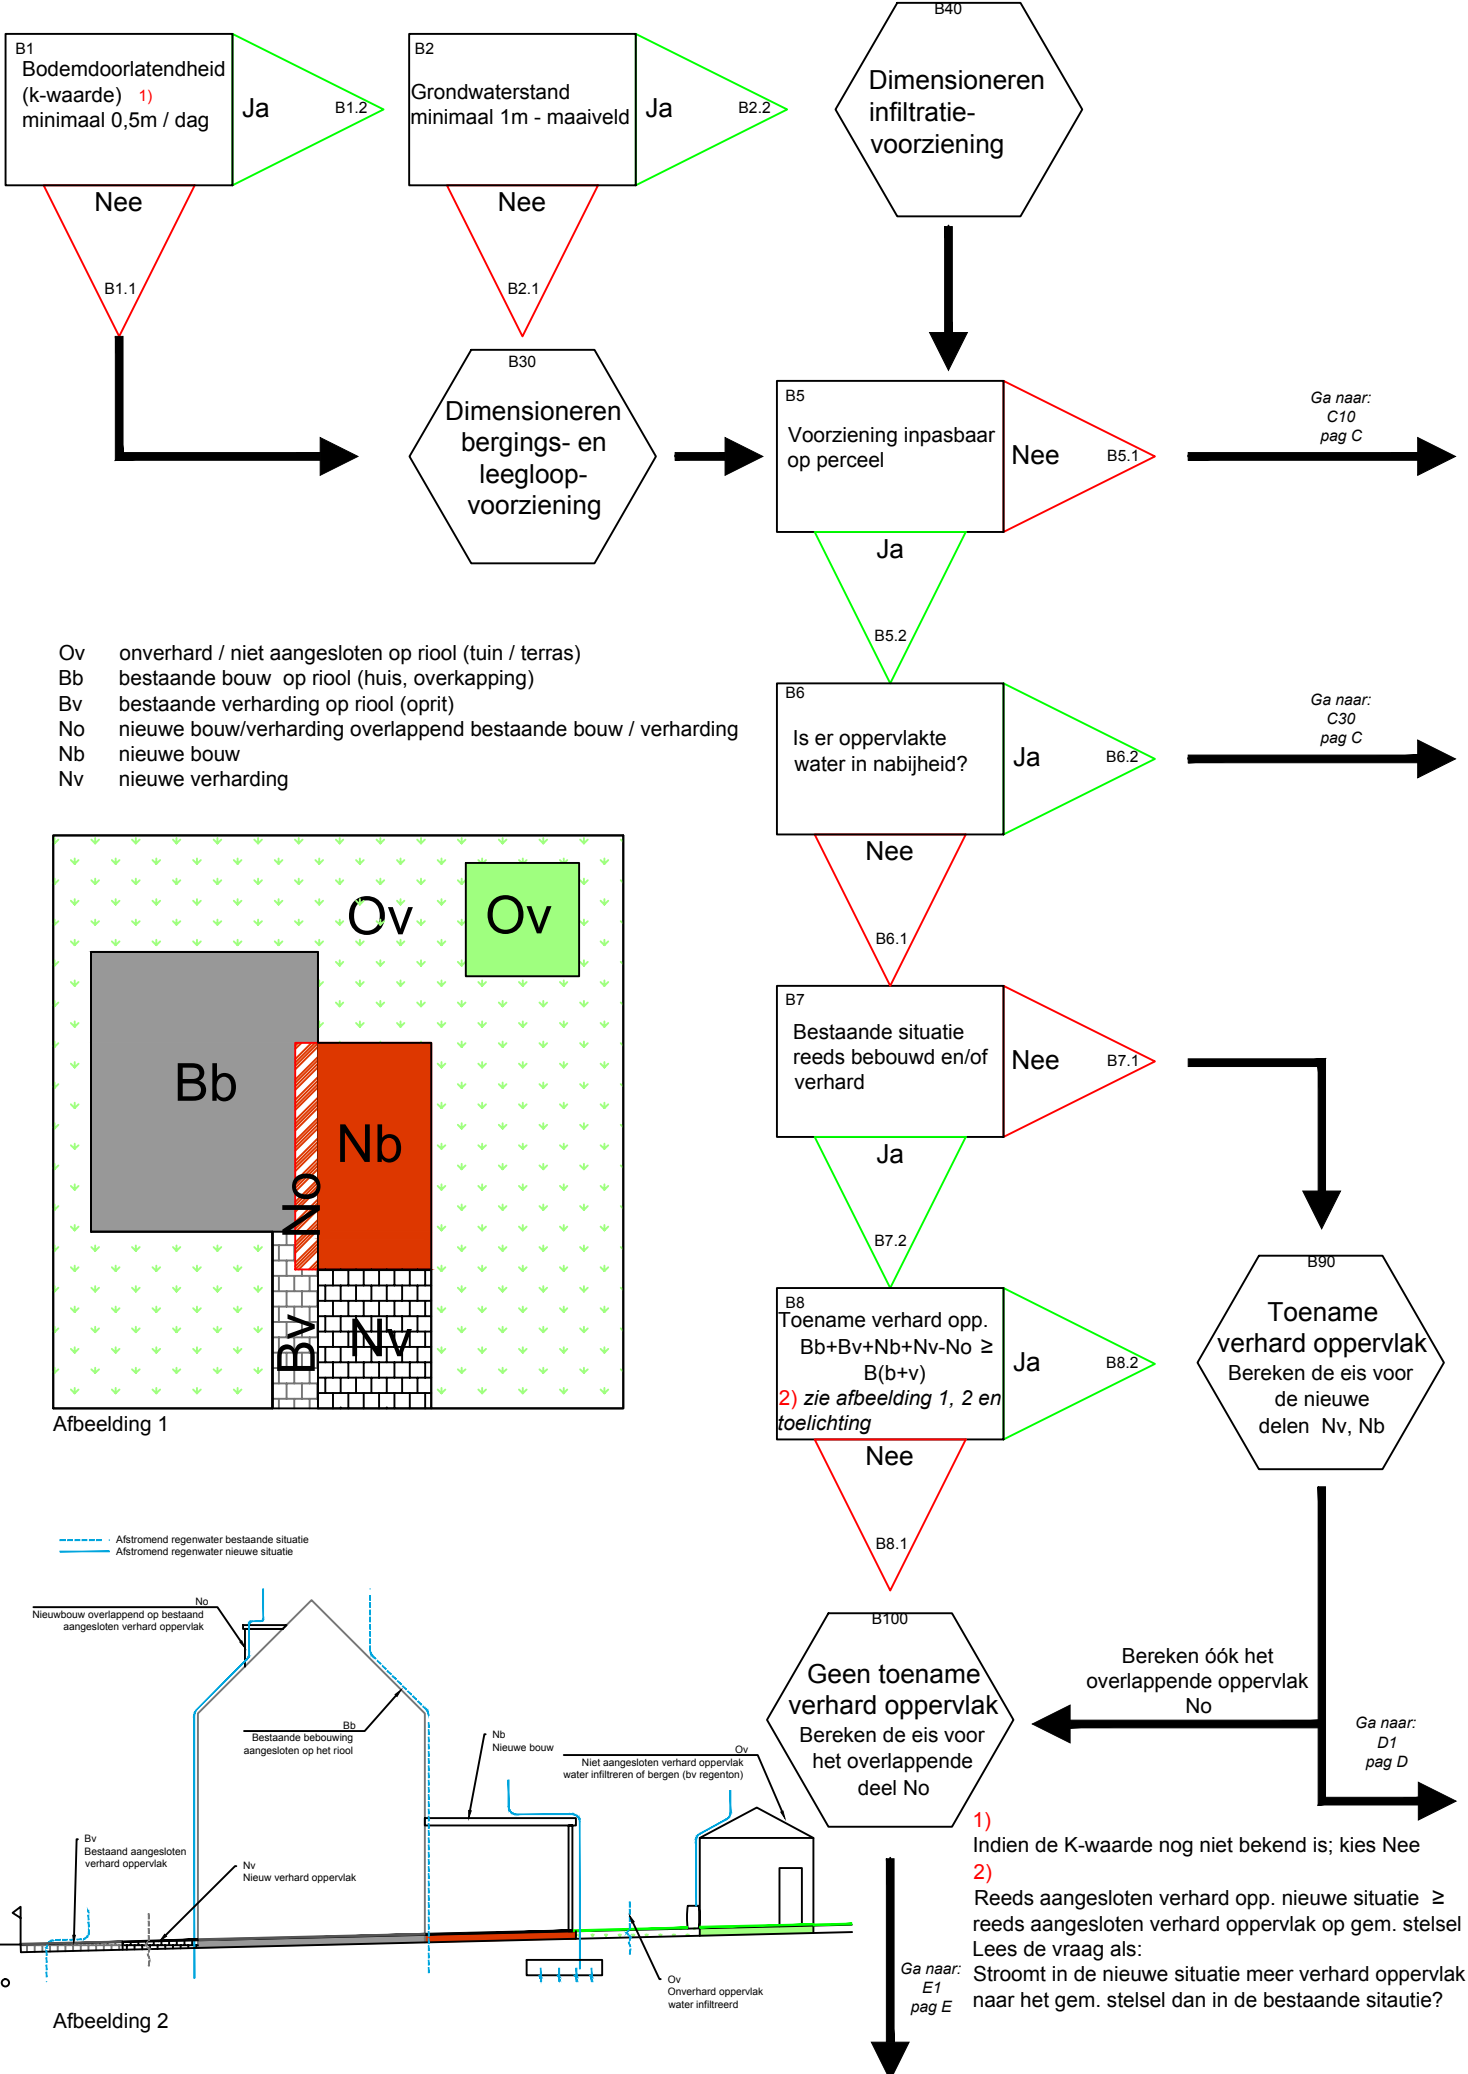 B1
Bodemdoorlatendheid
(k-waarde) 1)
minimaal 0,5m / dag
Ja
B1.2
Nee
B1.1
B2
Grondwaterstand
minimaal 1m - maaiveld
Ja
B2.2
Nee
B2.1
B40
Dimensioneren
infiltratie-
voorziening
B30
Dimensioneren
bergings- en
leegloop-
voorziening
B5
Voorziening inpasbaar
op perceel
Nee
B5.1
Ga naar:
C10
pag C
Ja
B5.2
B6
Is er oppervlakte
water in nabijheid?
Ja
B6.2
Ga naar:
C30
pag C
Nee
B6.1
B7
Bestaande situatie
reeds bebouwd en/of
verhard
Nee
B7.1
Ja
B7.2
B8
Toename verhard opp.
Bb+Bv+Nb+Nv-No ≥
B(b+v)
2) zie afbeelding 1, 2 en
toelichting
Ja
B8.2
Nee
B8.1
B90
Toename
verhard oppervlak
Bereken de eis voor
de nieuwe
delen Nv, Nb
B100
Geen toename
verhard oppervlak
Bereken de eis voor
het overlappende
deel No
Bereken óók het
overlappende oppervlak
No
Ga naar:
D1
pag D
Ga naar:
E1
pag E
1)
Indien de K-waarde nog niet bekend is; kies Nee
2)
Reeds aangesloten verhard opp. nieuwe situatie ≥
reeds aangesloten verhard oppervlak op gem. stelsel
Lees de vraag als:
Stroomt in de nieuwe situatie meer verhard oppervlak
naar het gem. stelsel dan in de bestaande sitautie?
Ov onverhard / niet aangesloten op riool (tuin / terras)
Bb bestaande bouw op riool (huis, overkapping)
Bv bestaande verharding op riool (oprit)
No nieuwe bouw/verharding overlappend bestaande bouw / verharding
Nb nieuwe bouw
Nv nieuwe verharding
Ov
Ov
Bb
Nb
No
Bv
Nv
Afbeelding 1
Afstromend regenwater bestaande situatie
Afstromend regenwater nieuwe situatie
No
Nieuwbouw overlappend op bestaand
aangesloten verhard oppervlak
Bb
Bestaande bebouwing
aangesloten op het riool
Nb
Nieuwe bouw
Ov
Niet aangesloten verhard oppervlak
water infiltreren of bergen (bv regenton)
Bv
Bestaand aangesloten
verhard oppervlak
Nv
Nieuw verhard oppervlak
Ov
Onverhard oppervlak
water infiltreerd
Afbeelding 2